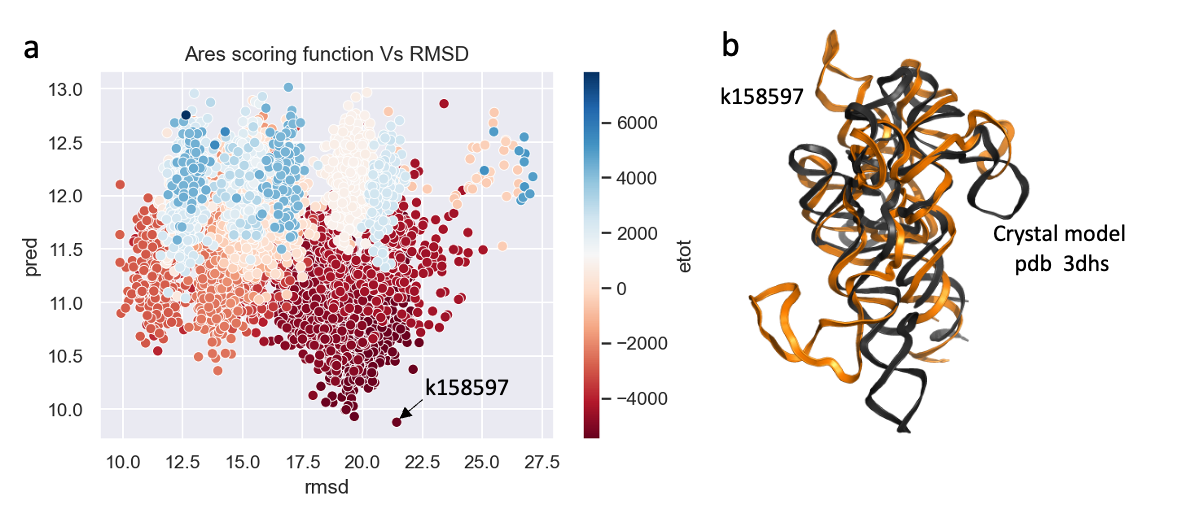 a
Ares scoring function Vs RMSD
13.0
12.5
12.0
11.5
11.0
10.5
10.0
pred
10.0 12.5 15.0 17.5 20.0 22.5 25.0 27.5
rmsd
k158597
6000
4000
2000
0
−2000
−4000
etot
b
k158597
Crystal model
pdb 3dhs